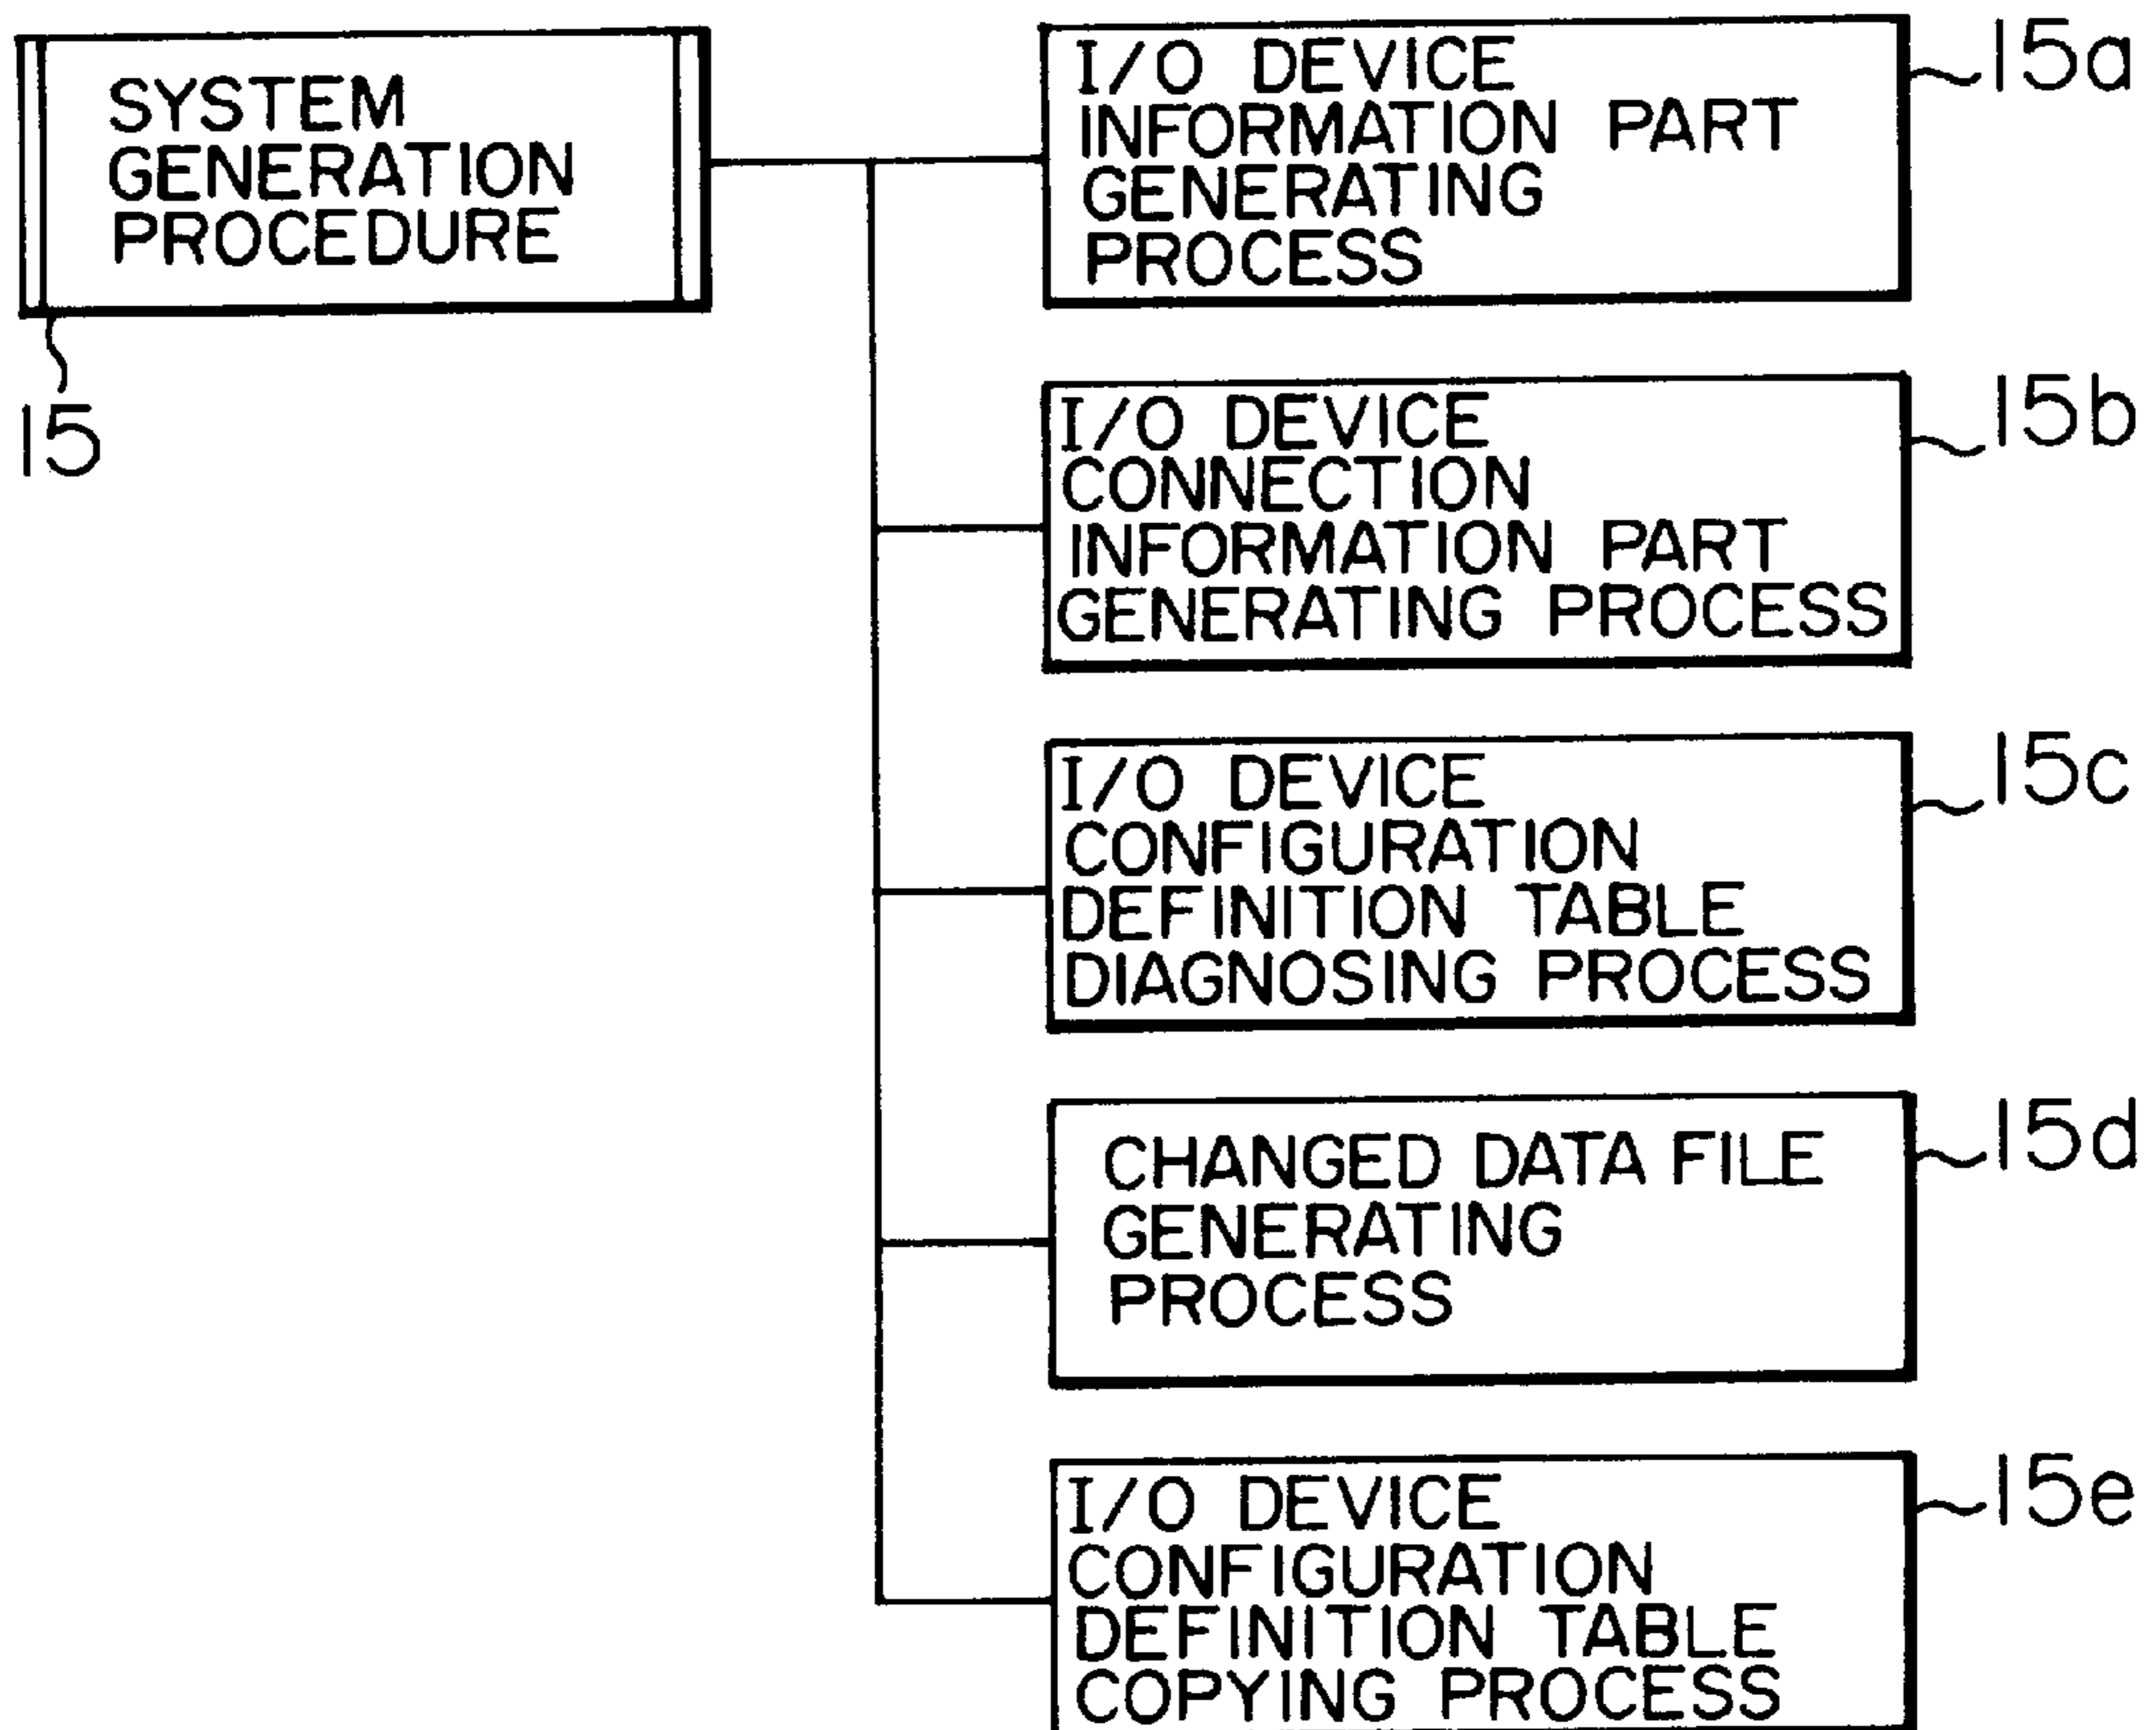 SYSTEM
GENERATION
PROCEDURE
15
I/O DEVICE
INFORMATION PART
GENERATING
PROCESS
15a
I/O DEVICE
CONNECTION
INFORMATION PART
GENERATING PROCESS
15b
I/O DEVICE
CONFIGURATION
DEFINITION TABLE
DIAGNOSING PROCESS
15c
CHANGED DATA FILE
GENERATING
PROCESS
15d
I/O DEVICE
CONFIGURATION
DEFINITION TABLE
COPYING PROCESS
15e